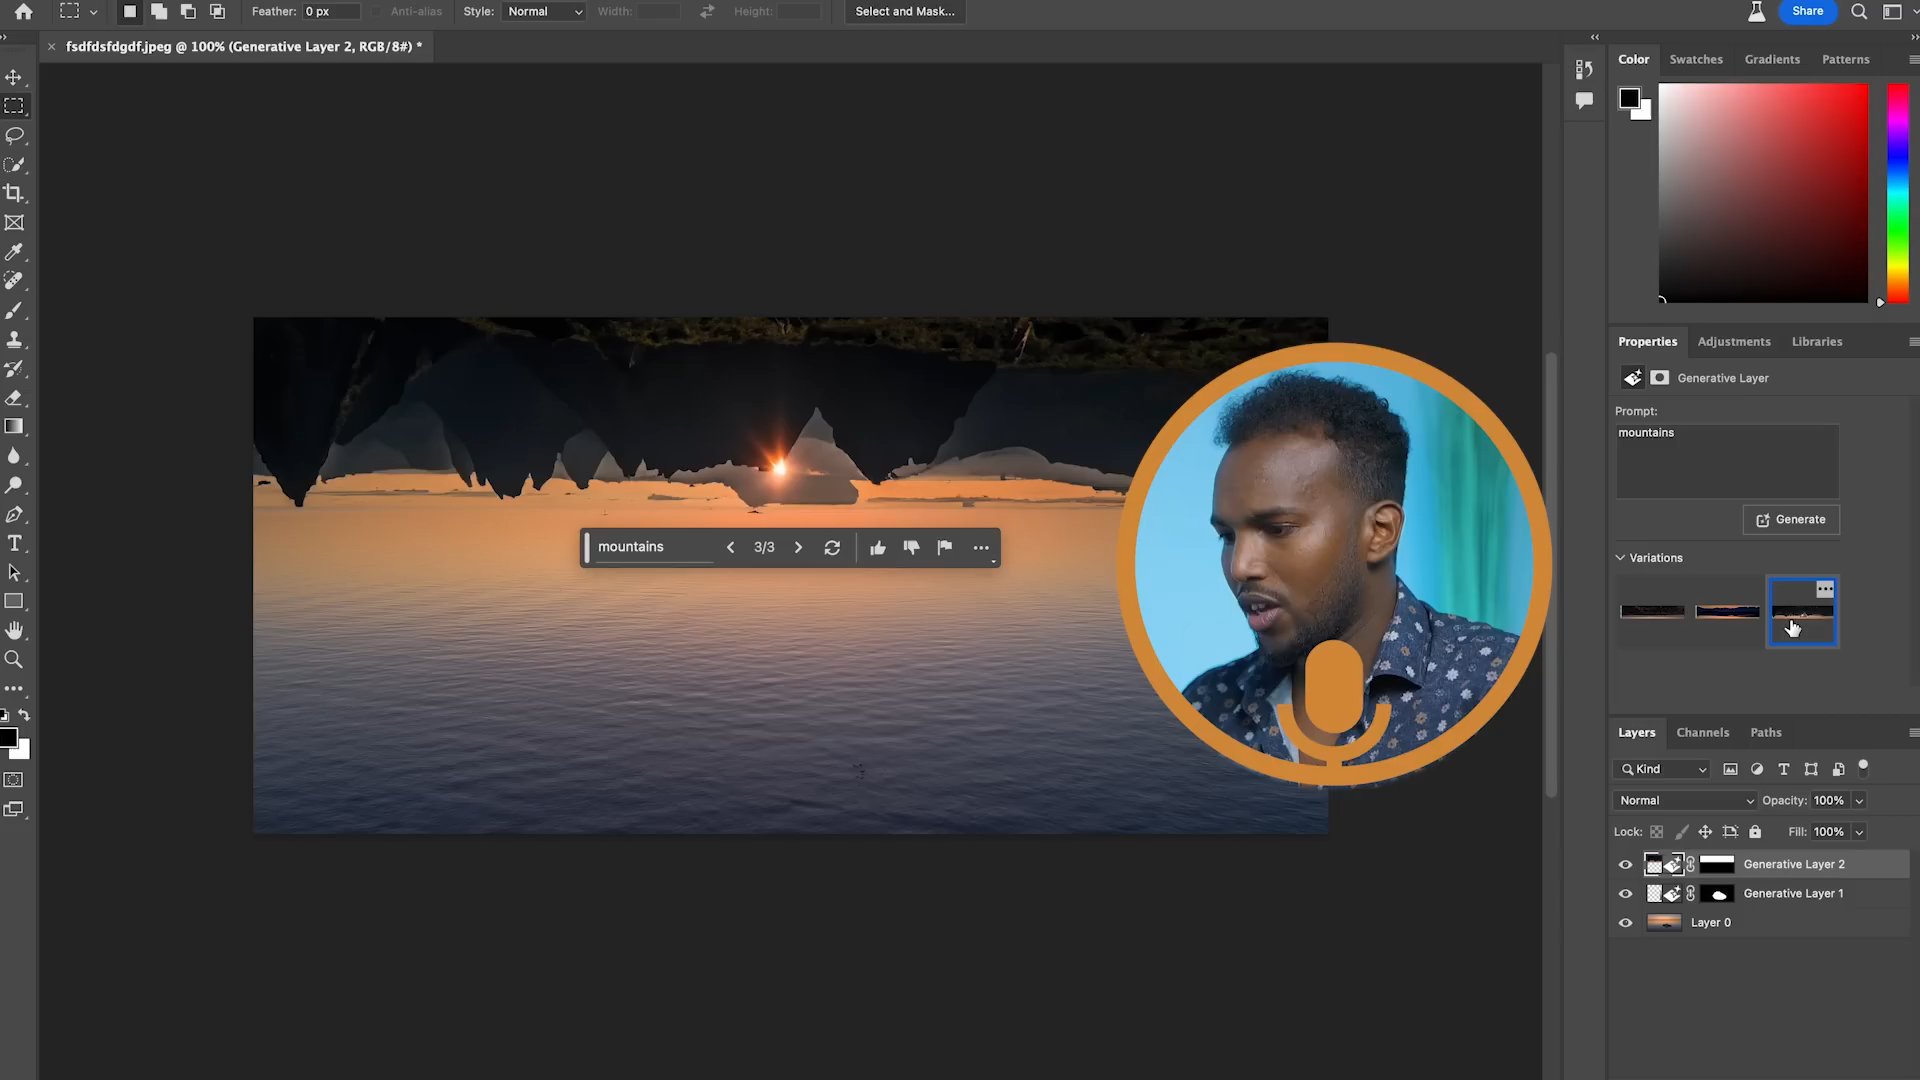 Feather: 0 px Anti-alias Style: Normal Width: Height: Select and Mask... Share
fsdfdsfdgdf.jpeg @ 100% (Generative Layer 2, RGB/8#) *
Color Swatches Gradients Patterns
Properties Adjustments Libraries
Generative Layer
Prompt:
mountains
Generate
mountains 3/3
Variations
Layers Channels Paths
Kind
Normal Opacity: 100%
Lock: Fill: 100%
Generative Layer 2
Generative Layer 1
Layer 0